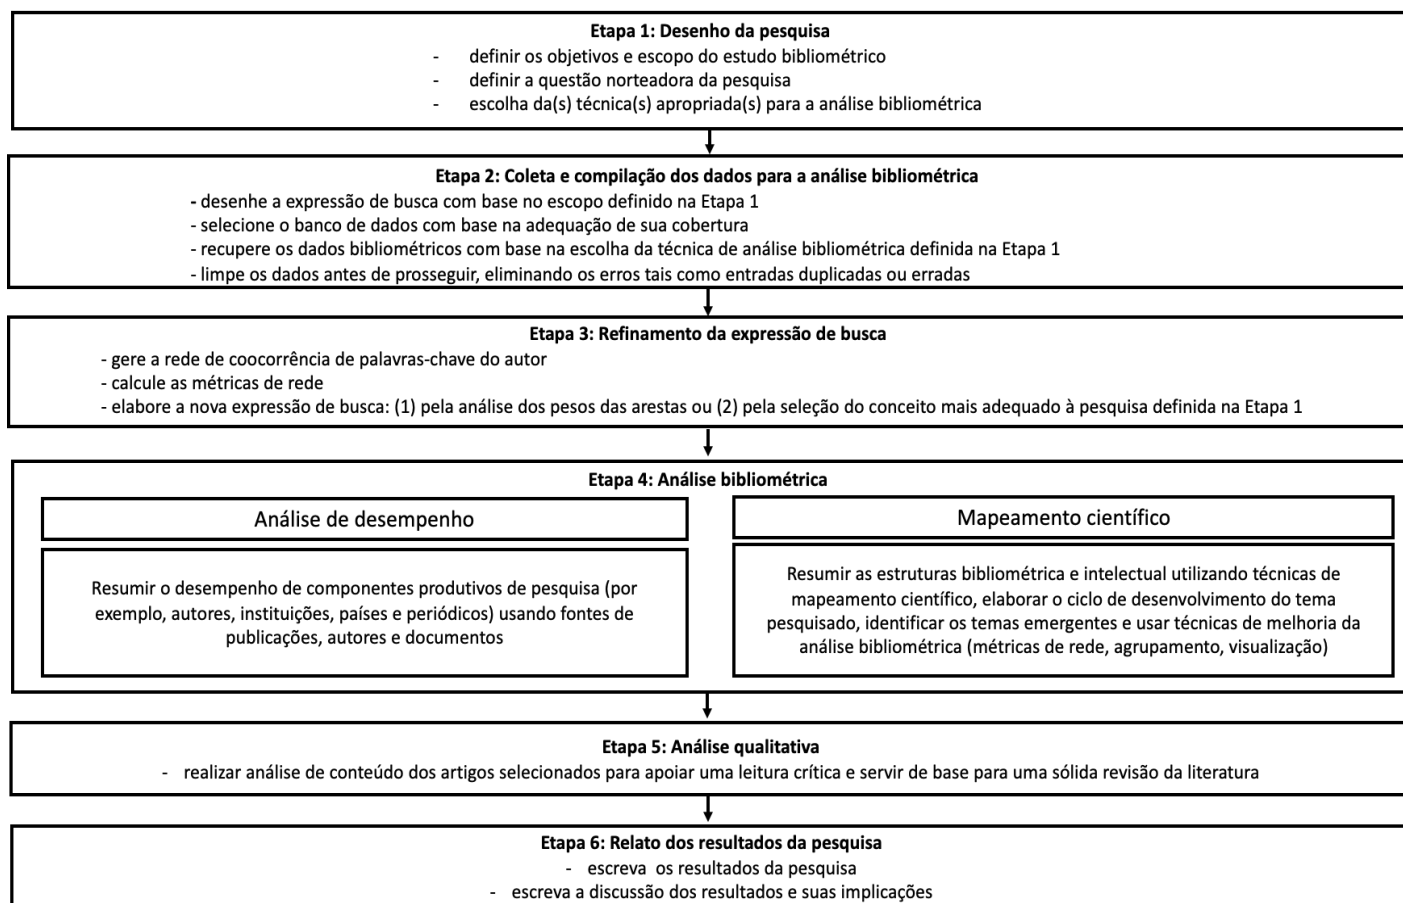 Etapa 1: Desenho da pesquisa
- definir os objetivos e escopo do estudo bibliométrico
- definir a questão norteadora da pesquisa
- escolha da(s) técnica(s) apropriada(s) para a análise bibliométrica
Etapa 2: Coleta e compilação dos dados para a análise bibliométrica
- desenhe a expressão de busca com base no escopo definido na Etapa 1
- selecione o banco de dados com base na adequação de sua cobertura
- recupere os dados bibliométricos com base na escolha da técnica de análise bibliométrica definida na Etapa 1
- limpe os dados antes de prosseguir, eliminando os erros tais como entradas duplicadas ou erradas
Etapa 3: Refinamento da expressão de busca
- gere a rede de coocorrência de palavras-chave do autor
- calcule as métricas de rede
- elabore a nova expressão de busca: (1) pela análise dos pesos das arestas ou (2) pela seleção do conceito mais adequado à pesquisa definida na Etapa 1
Etapa 4: Análise bibliométrica
Análise de desempenho
Resumir o desempenho de componentes produtivos de pesquisa (por
exemplo, autores, instituições, países e periódicos) usando fontes de
publicações, autores e documentos
Mapeamento científico
Resumir as estruturas bibliométrica e intelectual utilizando técnicas de
mapeamento científico, elaborar o ciclo de desenvolvimento do tema
pesquisado, identificar os temas emergentes e usar técnicas de melhoria da
análise bibliométrica (métricas de rede, agrupamento, visualização)
Etapa 5: Análise qualitativa
- realizar análise de conteúdo dos artigos selecionados para apoiar uma leitura crítica e servir de base para uma sólida revisão da literatura
Etapa 6: Relato dos resultados da pesquisa
- escreva os resultados da pesquisa
- escreva a discussão dos resultados e suas implicações